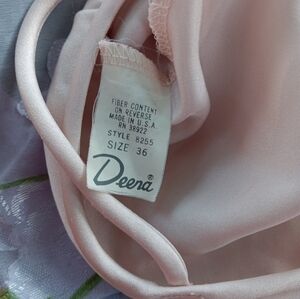 FIBER CONTENT
ON REVERSE
MADE IN U.S.A.
RN 38922
STYLE 8255
SIZE 36
Deena®